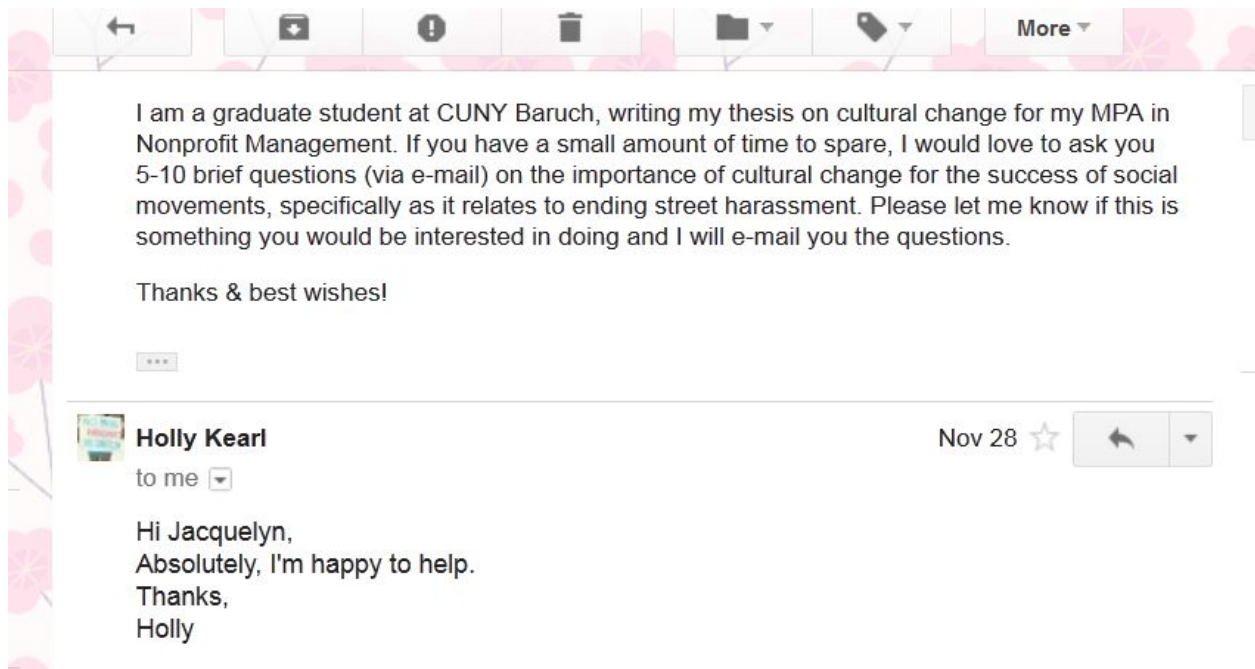 More
I am a graduate student at CUNY Baruch, writing my thesis on cultural change for my MPA in
Nonprofit Management. If you have a small amount of time to spare, I would love to ask you
5-10 brief questions (via e-mail) on the importance of cultural change for the success of social
movements, specifically as it relates to ending street harassment. Please let me know if this is
something you would be interested in doing and I will e-mail you the questions.
Thanks & best wishes!
Holly Kearl
Nov 28
to me
Hi Jacquelyn,
Absolutely, I'm happy to help.
Thanks,
Holly